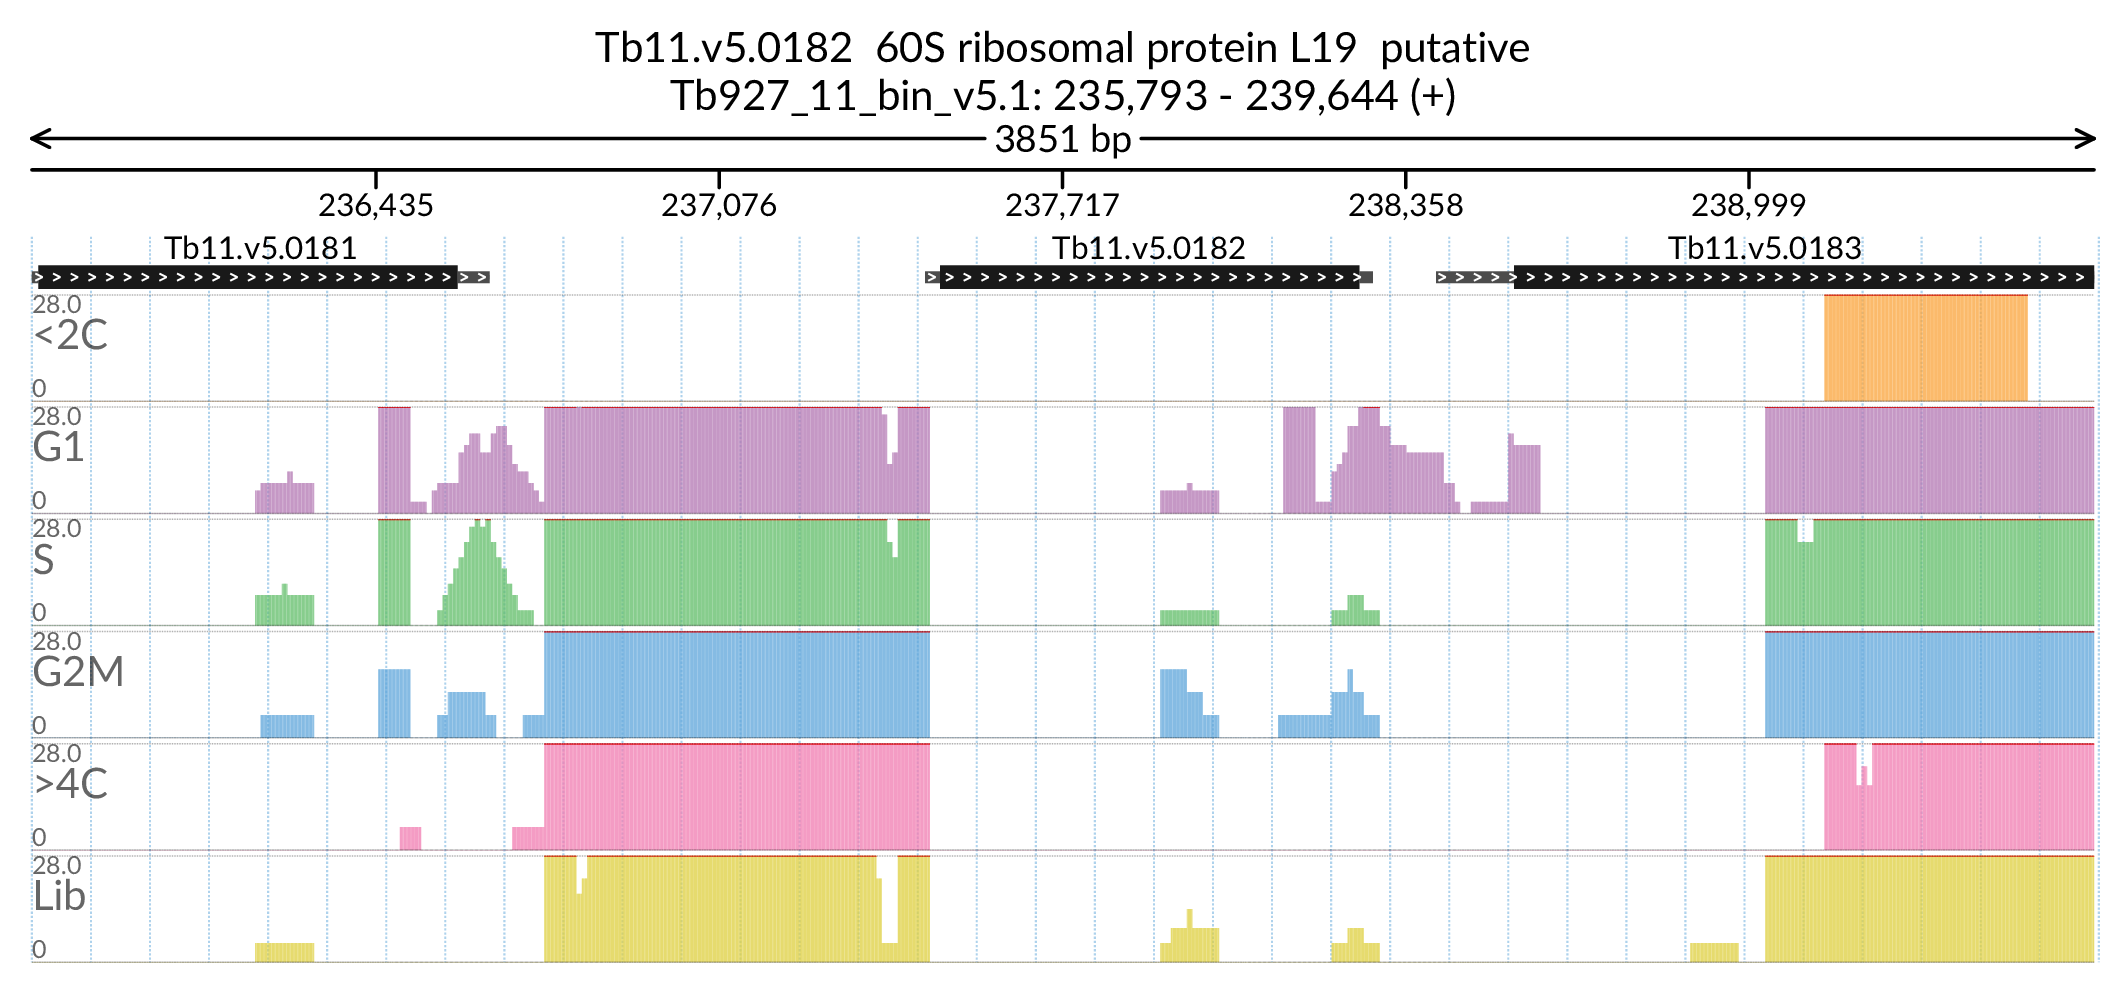 Tb11.v5.0182 60S ribosomal protein L19 putative
Tb927_11_bin_v5.1: 235,793 - 239,644 (+)
3851 bp
236,435 237,076 237,717 238,358 238,999
Tb11.v5.0181 Tb11.v5.0182 Tb11.v5.0183
28.0
<2C
0
28.0
G1
0
28.0
S
0
28.0
G2M
0
28.0
>4C
0
28.0
Lib
0